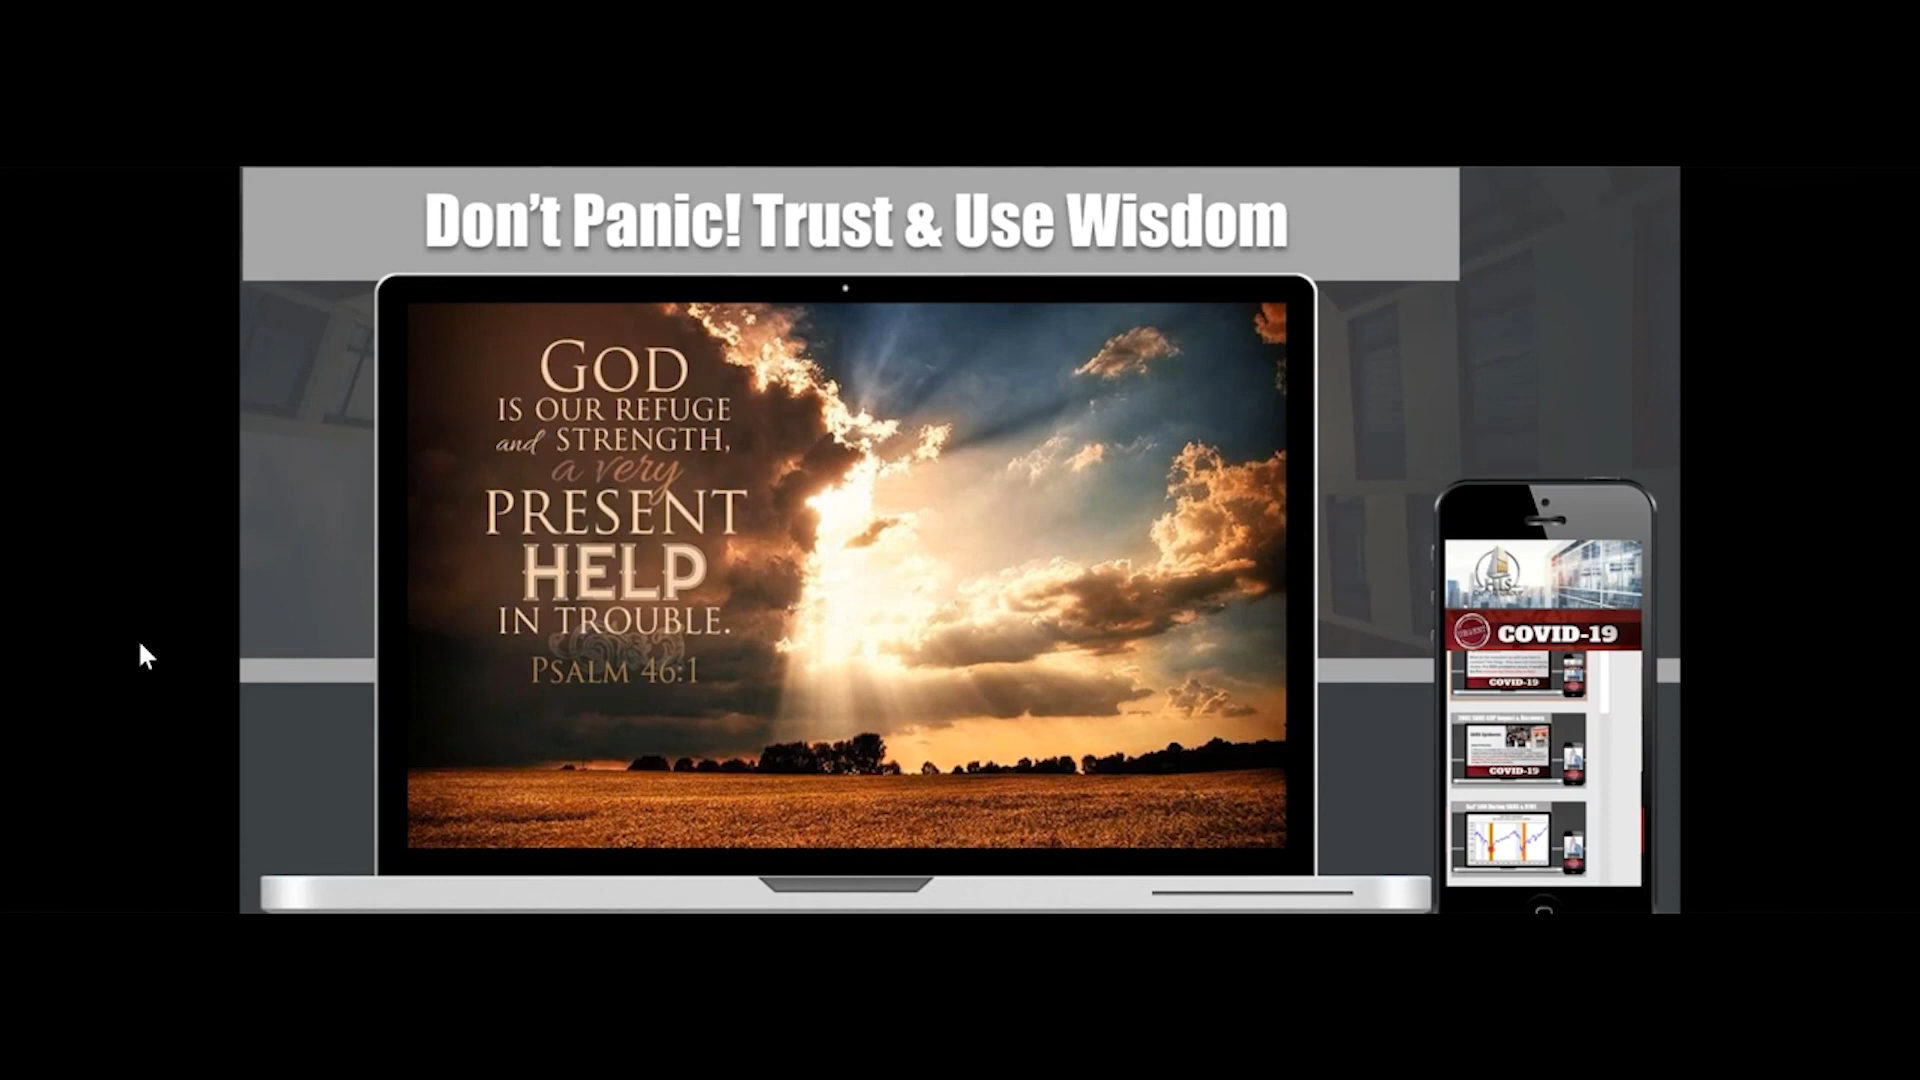 Don't Panic! Trust & Use Wisdom
GOD
IS OUR REFUGE
and STRENGTH,
a very
PRESENT
HELP
IN TROUBLE.
PSALM 46:1
COVID-19
COVID-19
COVID-19